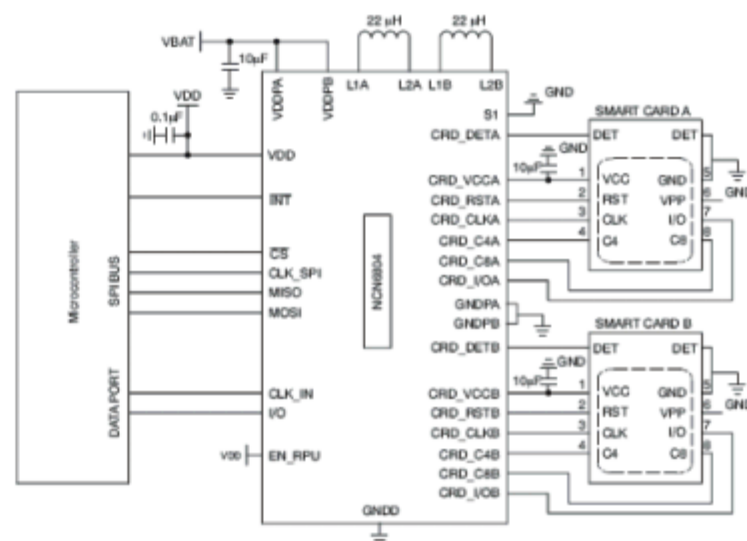 22 µH
22 µH
VBAT
10µF
VDDPA
VDDPB
L1A
L2A
L1B
L2B
GND
S1
SMART CARD A
VDD
0.1µF
CRD_DETA
DET
DET
GND
VDD
VDD
10µF
CRD_VCCA
1
VCC
GND
5
GND
INT
CRD_RSTA
2
RST
VPP
6
CRD_CLKA
3
CLK
I/O
7
CRD_C4A
4
C4
C8
8
Microcontroller
SPI BUS
CS
CRD_C8A
CLK_SPI
CRD_I/OA
MISO
NCN6804
GNDPA
MOSI
GNDPB
SMART CARD B
CRD_DETB
DET
DET
GND
10µF
DATA PORT
CLK_IN
CRD_VCCB
1
VCC
GND
5
GND
I/O
CRD_RSTB
2
RST
VPP
6
CRD_CLKB
3
CLK
I/O
7
VDD
EN_RPU
CRD_C4B
4
C4
C8
8
CRD_C8B
CRD_I/OB
GNDD